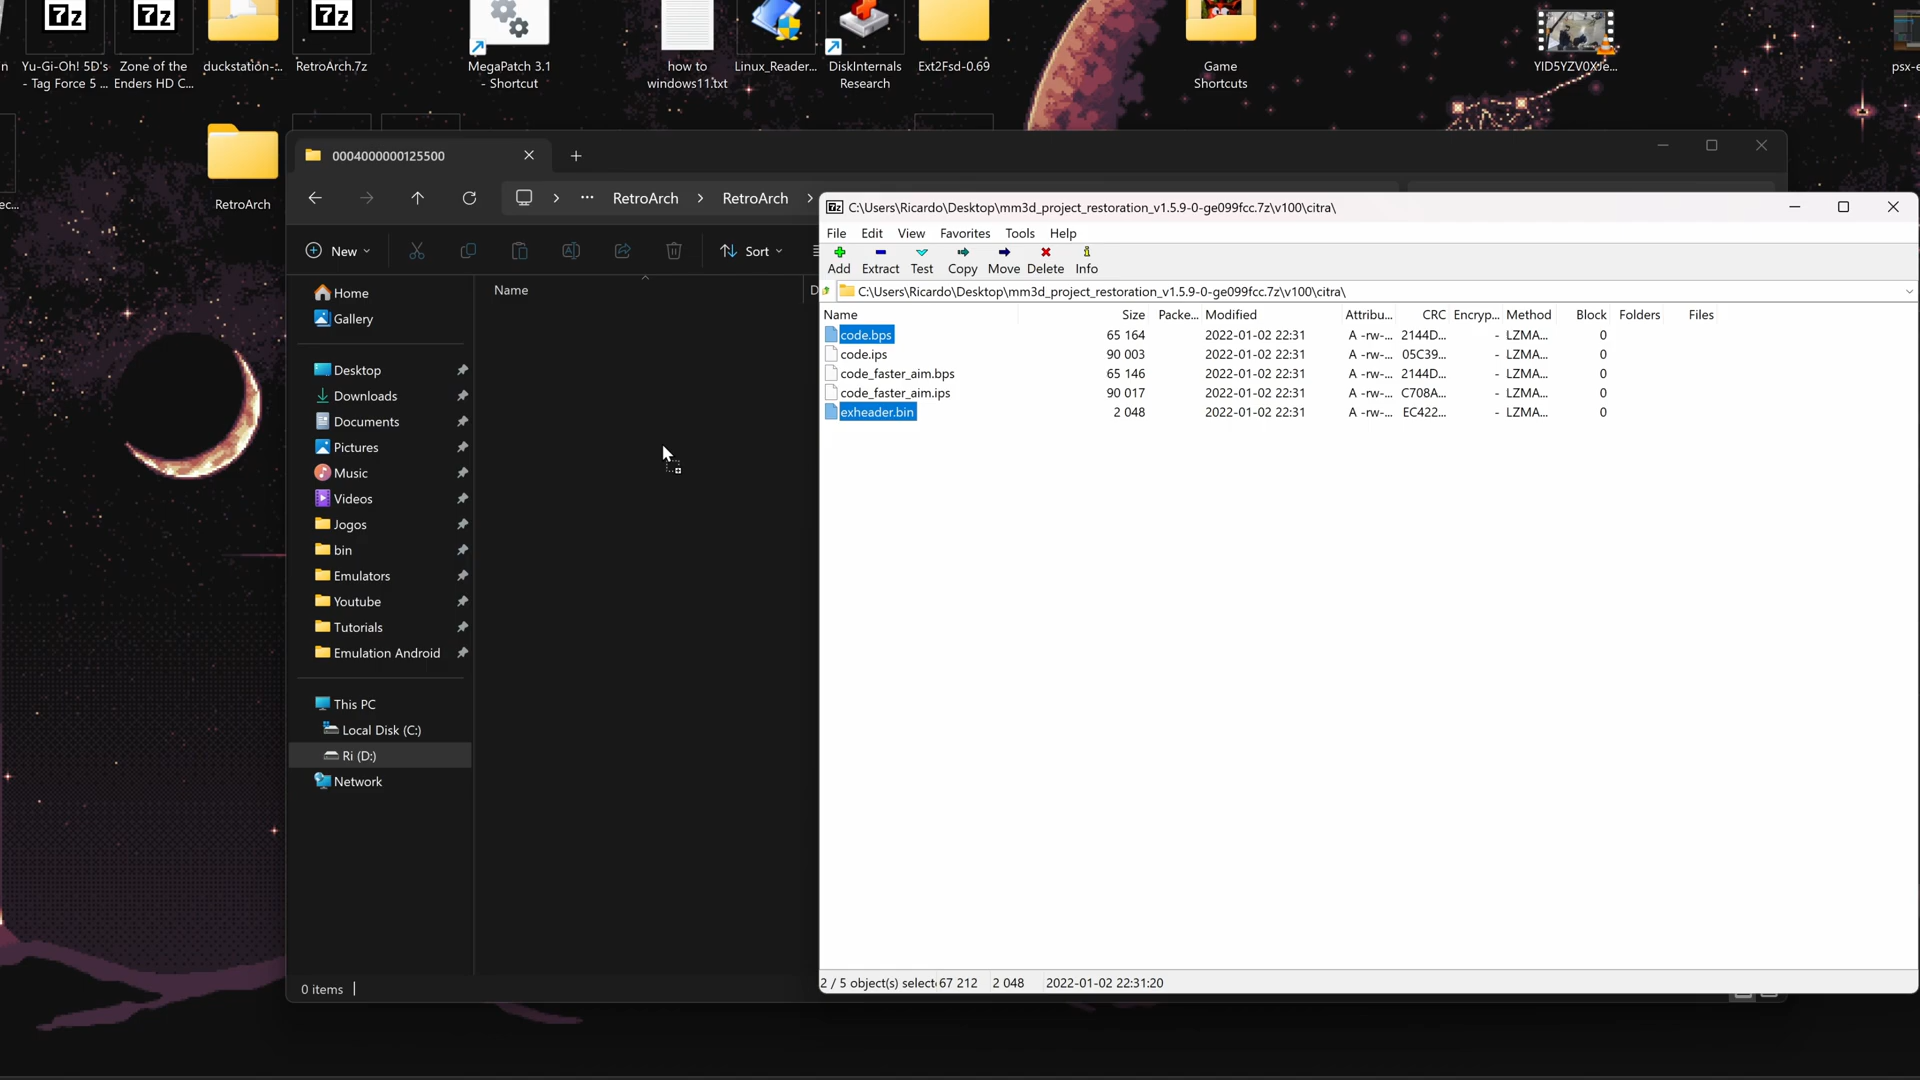 n
Yu-Gi-Oh! 5D's
- Tag Force 5 ...
Zone of the
Enders HD C...
duckstation-...
RetroArch.7z
MegaPatch 3.1
- Shortcut
how to
windows11.txt
Linux_Reader...
DiskInternals
Research
Ext2Fsd-0.69
Game
Shortcuts
YID5YZV0XJe...
psx-e
ec...
RetroArch
0004000000125500
RetroArch > RetroArch >
New
Sort
Name
D
Home
Gallery
Desktop
Downloads
Documents
Pictures
Music
Videos
Jogos
bin
Emulators
Youtube
Tutorials
Emulation Android
This PC
Local Disk (C:)
Ri (D:)
Network
0 items
7z C:\Users\Ricardo\Desktop\mm3d_project_restoration_v1.5.9-0-ge099fcc.7z\v100\citra\
File Edit View Favorites Tools Help
Add Extract Test Copy Move Delete Info
C:\Users\Ricardo\Desktop\mm3d_project_restoration_v1.5.9-0-ge099fcc.7z\v100\citra\
Name Size Packe... Modified Attribu... CRC Encryp... Method Block Folders Files
code.bps 65 164 2022-01-02 22:31 A -rw-... 2144D... - LZMA... 0
code.ips 90 003 2022-01-02 22:31 A -rw-... 05C39... - LZMA... 0
code_faster_aim.bps 65 146 2022-01-02 22:31 A -rw-... 2144D... - LZMA... 0
code_faster_aim.ips 90 017 2022-01-02 22:31 A -rw-... C708A... - LZMA... 0
exheader.bin 2 048 2022-01-02 22:31 A -rw-... EC422... - LZMA... 0
2 / 5 object(s) select 67 212 2 048 2022-01-02 22:31:20